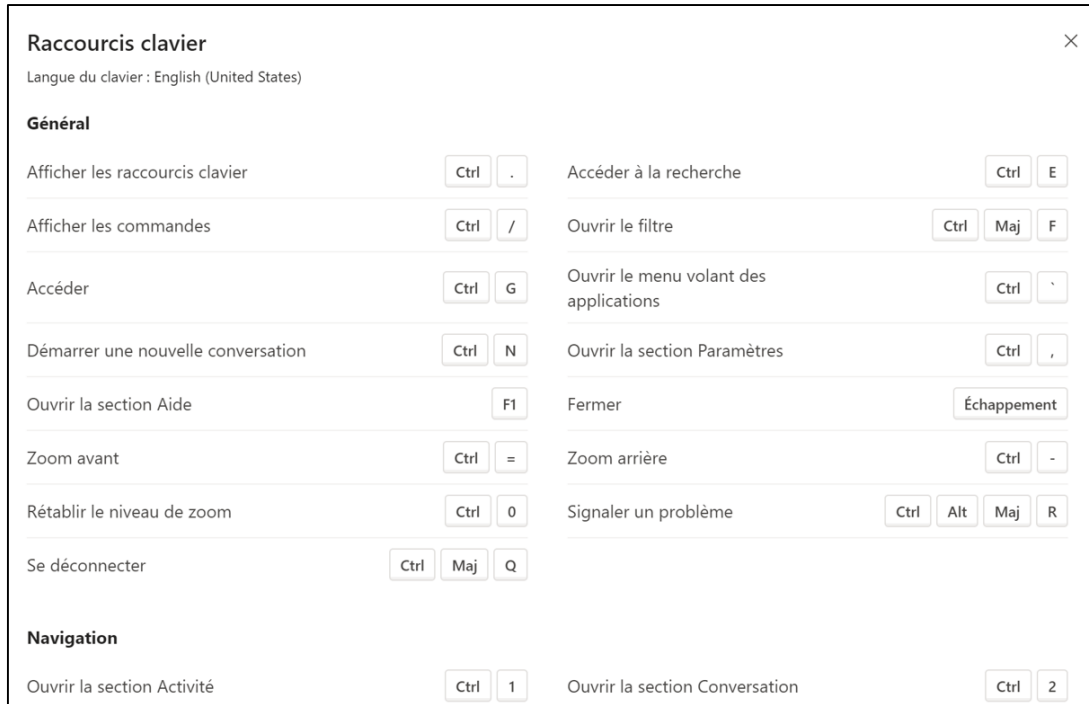 Raccourcis clavier
Langue du clavier : English (United States)
Général
Afficher les raccourcis clavier Ctrl . Accéder à la recherche Ctrl E
Afficher les commandes Ctrl / Ouvrir le filtre Ctrl Maj F
Accéder Ctrl G Ouvrir le menu volant des
applications Ctrl `
Démarrer une nouvelle conversation Ctrl N Ouvrir la section Paramètres Ctrl ,
Ouvrir la section Aide F1 Fermer Échappement
Zoom avant Ctrl = Zoom arrière Ctrl -
Rétablir le niveau de zoom Ctrl 0 Signaler un problème Ctrl Alt Maj R
Se déconnecter Ctrl Maj Q
Navigation
Ouvrir la section Activité Ctrl 1 Ouvrir la section Conversation Ctrl 2